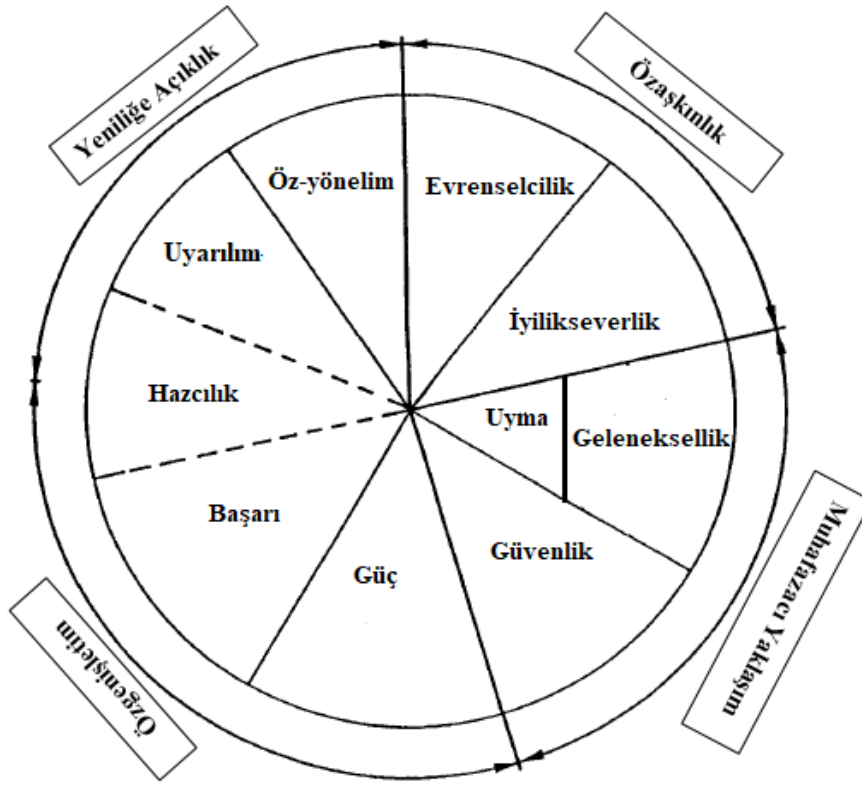 Yeniliğe Açıklık
Özaşkınlık
Öz-yönelim
Evrenselcilik
Uyarılım
İyilikseverlik
Hazcılık
Uyma
Geleneksellik
Başarı
Güvenlik
Güç
Özgenişletim
Muhafazacı Yaklaşım